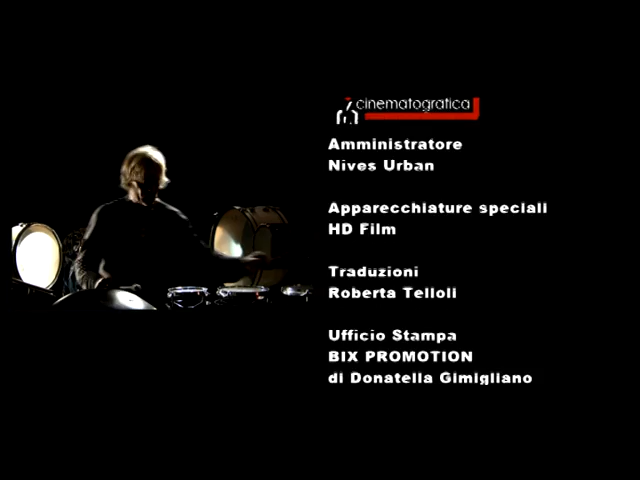 cinematografica
Amministratore
Nives Urban
Apparecchiature speciali
HD Film
Traduzioni
Roberta Telloli
Ufficio Stampa
BIX PROMOTION
di Donatella Gimigliano